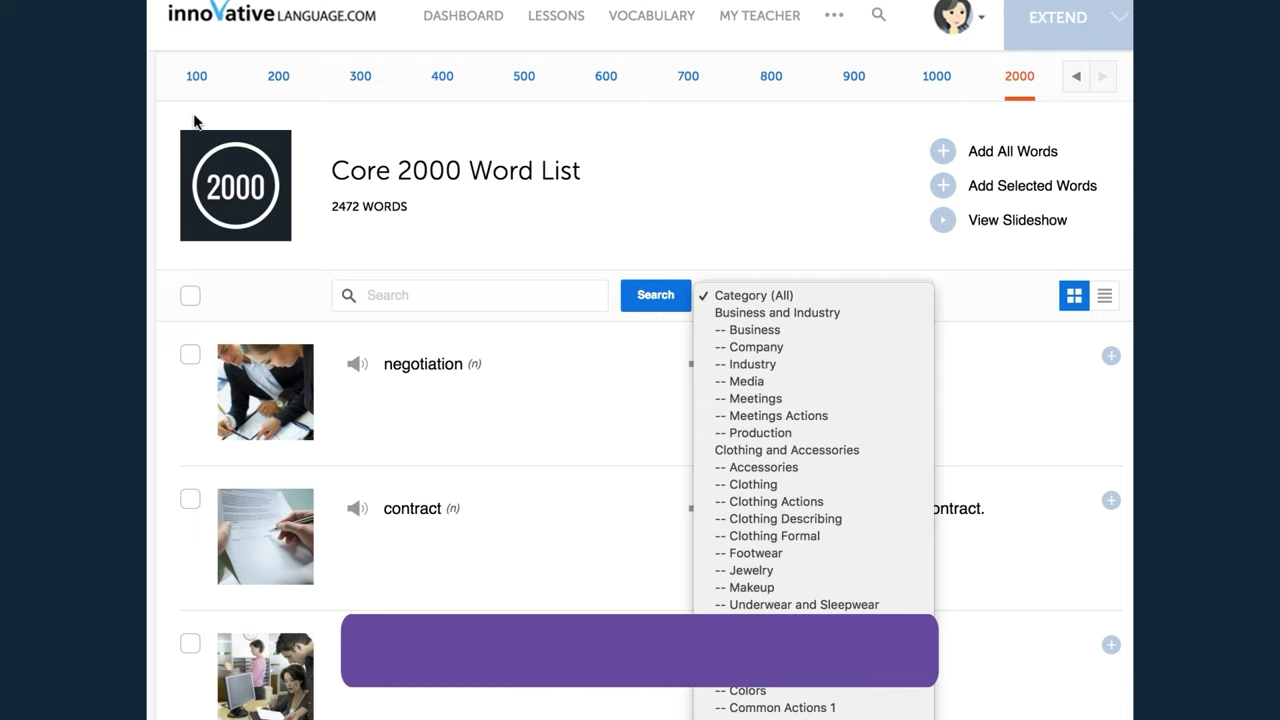 innoVative LANGUAGE.COM
DASHBOARD LESSONS VOCABULARY MY TEACHER ••• EXTEND
100 200 300 400 500 600 700 800 900 1000 2000
2000
Core 2000 Word List
2472 WORDS
Add All Words
Add Selected Words
View Slideshow
Search Search
✓ Category (All)
Business and Industry
-- Business
-- Company
-- Industry
-- Media
-- Meetings
-- Meetings Actions
-- Production
Clothing and Accessories
-- Accessories
-- Clothing
-- Clothing Actions
-- Clothing Describing
-- Clothing Formal
-- Footwear
-- Jewelry
-- Makeup
-- Underwear and Sleepwear
-- Colors
-- Common Actions 1
negotiation (n)
contract (n) ontract.